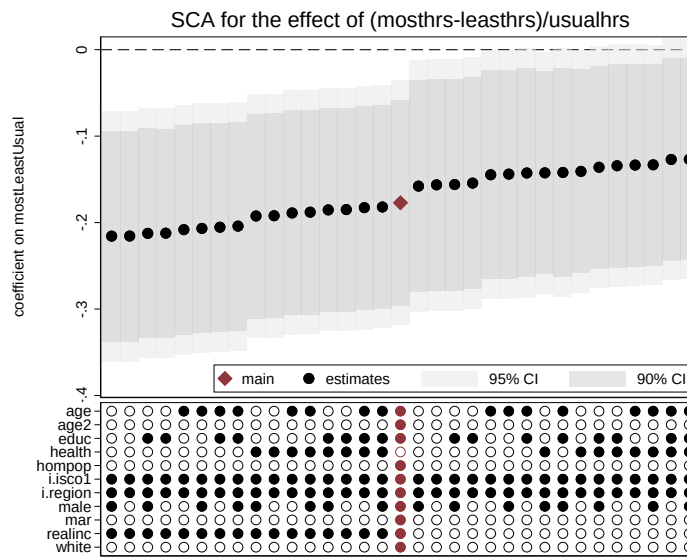 SCA for the effect of (mosthrs-leasthrs)/usualhrs
coefficient on mostLeastUsual
0
-.1
-.2
-.3
-.4
main
estimates
95% CI
90% CI
age
age2
educ
health
hompop
i.isco1
i.region
male
mar
realinc
white